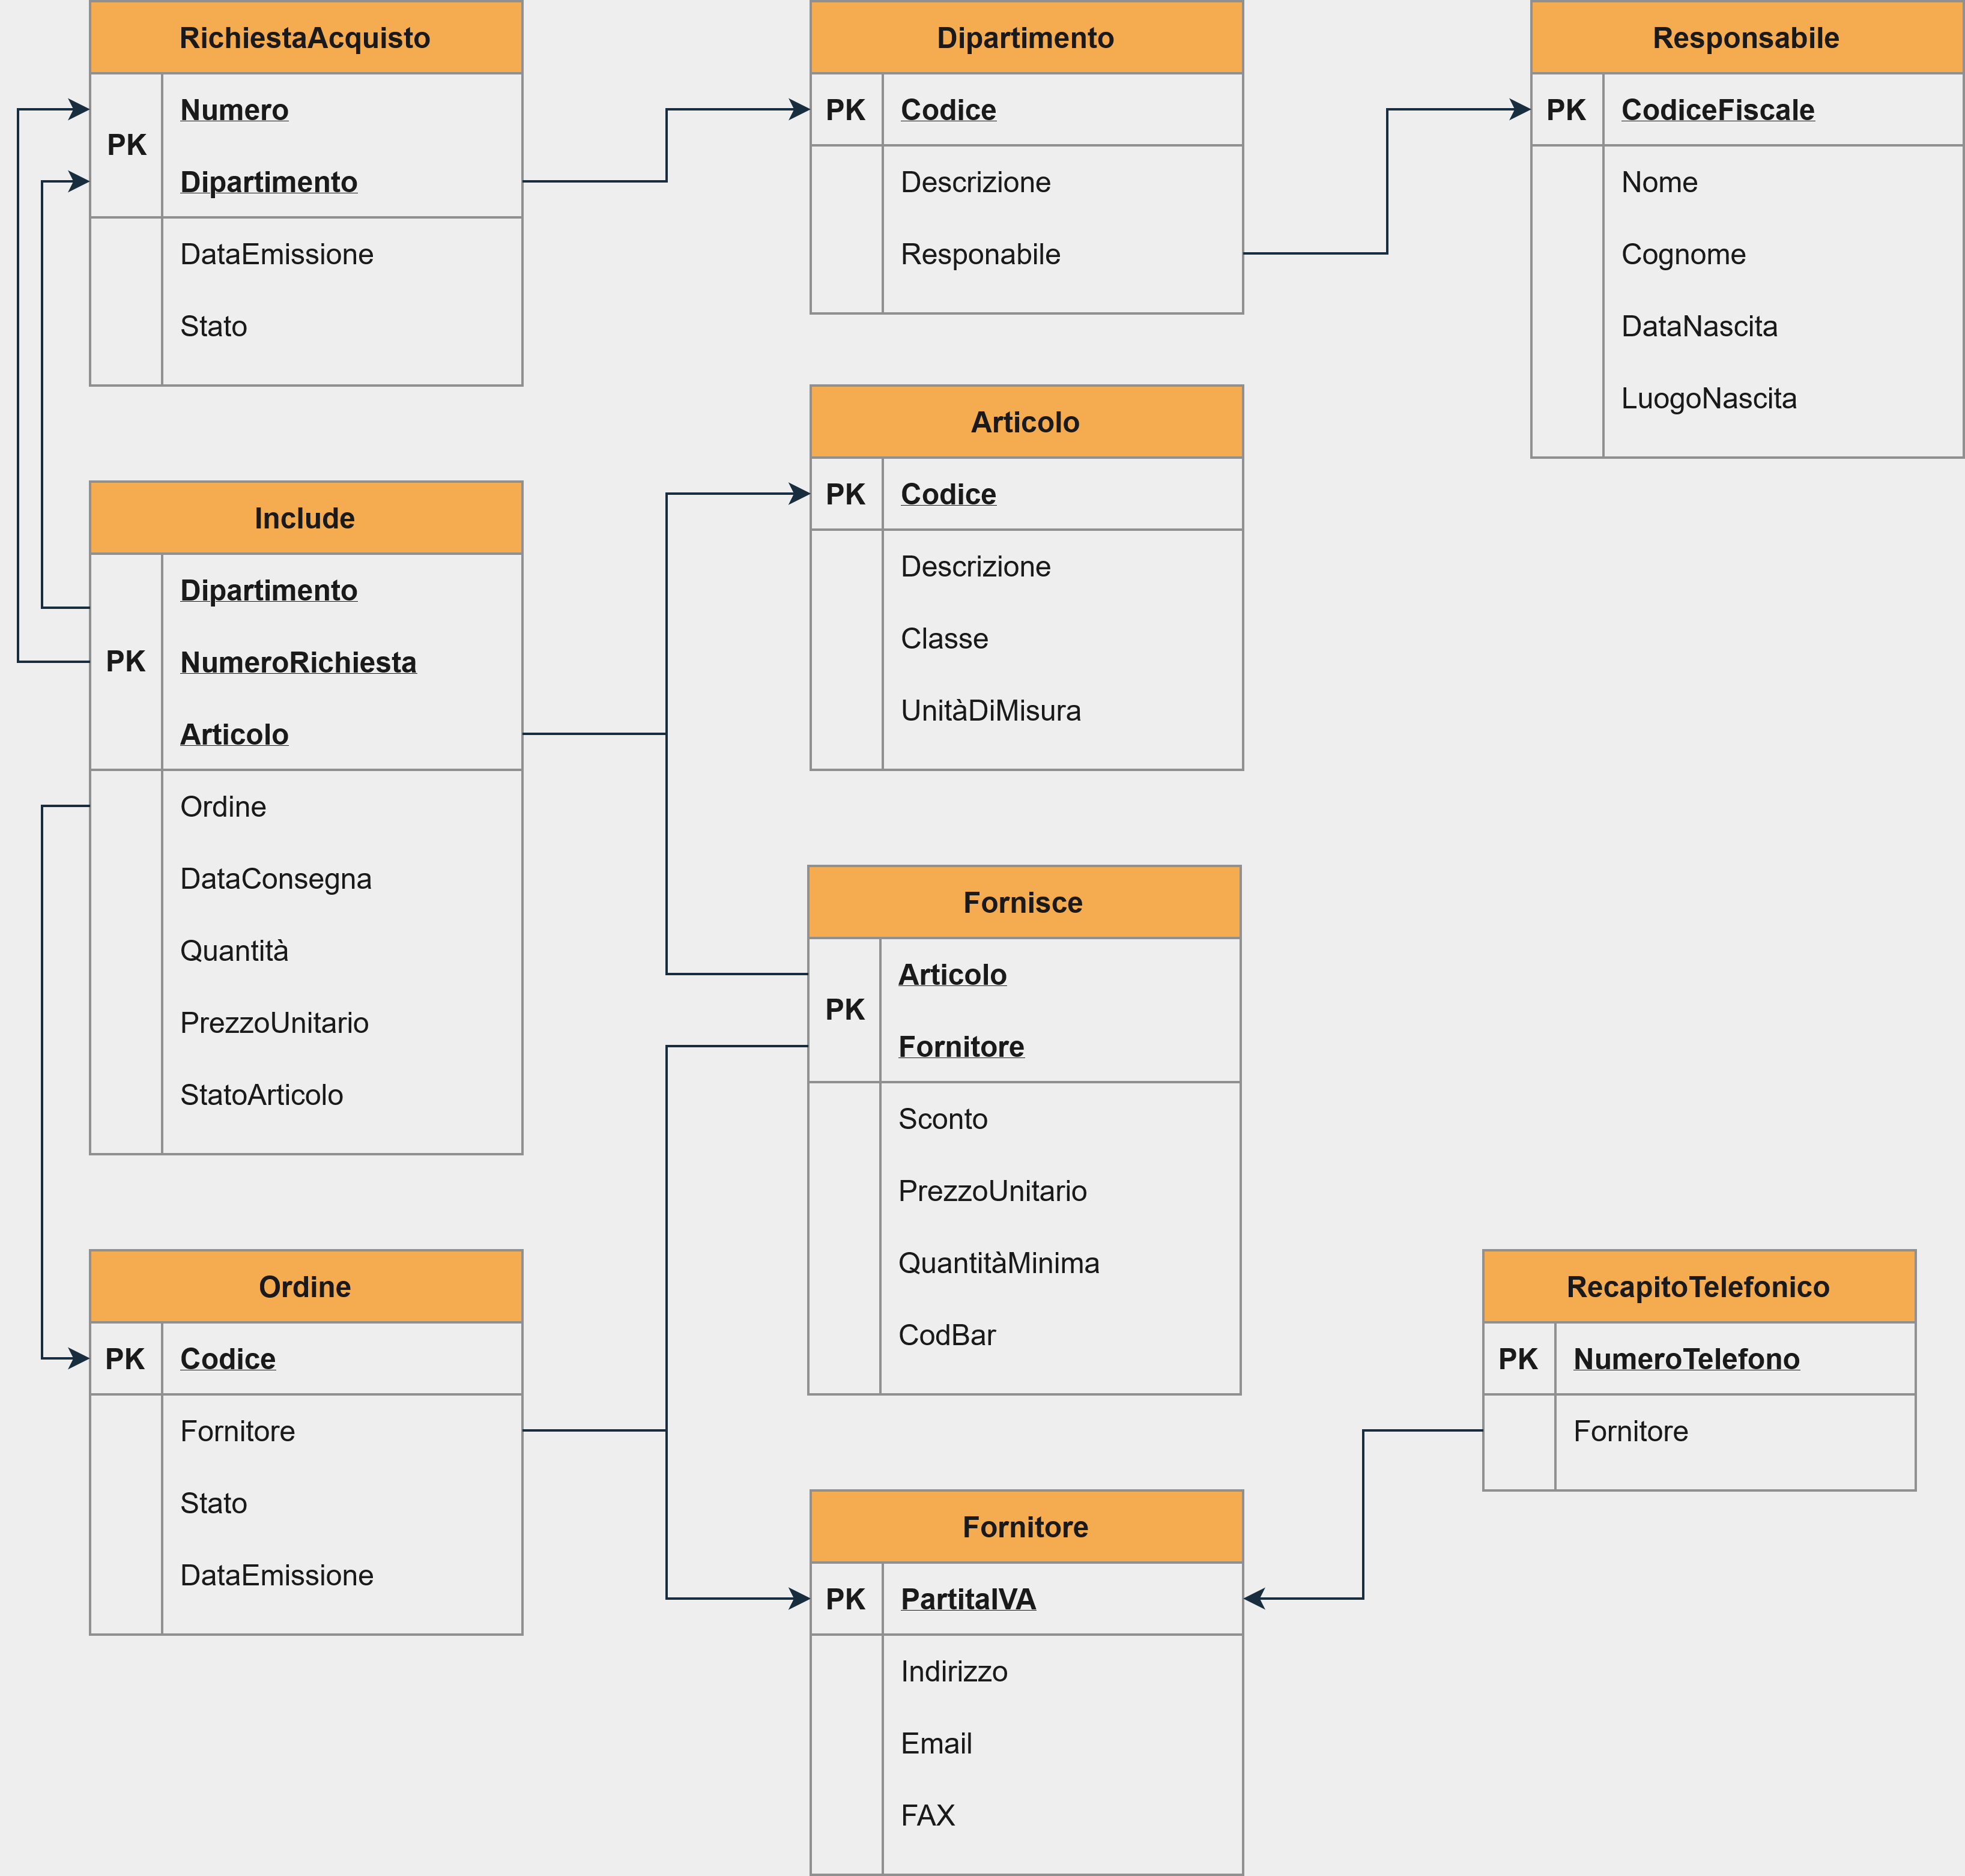 RichiestaAcquisto
PK
Numero
Dipartimento
DataEmissione
Stato
Dipartimento
PK
Codice
Descrizione
Responabile
Responsabile
PK
CodiceFiscale
Nome
Cognome
DataNascita
LuogoNascita
Articolo
PK
Codice
Descrizione
Classe
UnitàDiMisura
Include
PK
Dipartimento
NumeroRichiesta
Articolo
Ordine
DataConsegna
Quantità
PrezzoUnitario
StatoArticolo
Fornisce
PK
Articolo
Fornitore
Sconto
PrezzoUnitario
QuantitàMinima
CodBar
Ordine
PK
Codice
Fornitore
Stato
DataEmissione
RecapitoTelefonico
PK
NumeroTelefono
Fornitore
Fornitore
PK
PartitaIVA
Indirizzo
Email
FAX